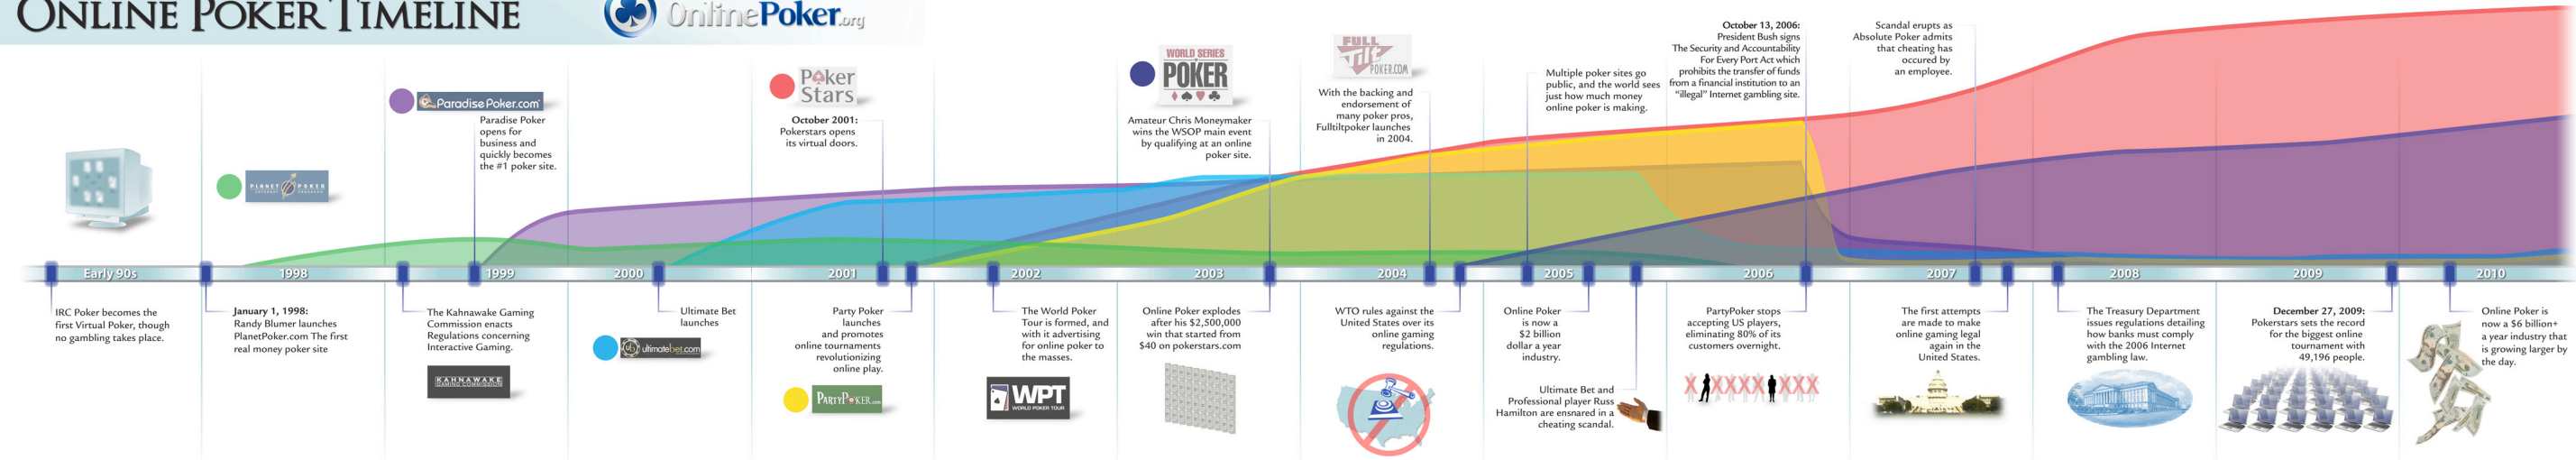 ONLINE POKER TIMELINE
OnlinePoker.org
Early 90s
IRC Poker becomes the
first Virtual Poker, though
no gambling takes place.
PLANET POKER
1998
January 1, 1998:
Randy Blumer launches
PlanetPoker.com The first
real money poker site
ParadisePoker.com
Paradise Poker
opens for
business and
quickly becomes
the #1 poker site.
1999
The Kahnawake Gaming
Commission enacts
Regulations concerning
Interactive Gaming.
KAHNAWAKE
GAMING COMMISSION
2000
Ultimate Bet
launches
ub ultimatebet.com
Poker
Stars
October 2001:
Pokerstars opens
its virtual doors.
2001
Party Poker
launches
and promotes
online tournaments
revolutionizing
online play.
PARTYPOKER.com
2002
The World Poker
Tour is formed, and
with it advertising
for online poker to
the masses.
WPT
WORLD POKER TOUR
WORLD SERIES
POKER
Amateur Chris Moneymaker
wins the WSOP main event
by qualifying at an online
poker site.
2003
Online Poker explodes
after his $2,500,000
win that started from
$40 on pokerstars.com
FULL
TILT
POKER.COM
With the backing and
endorsement of
many poker pros,
Fulltiltpoker launches
in 2004.
2004
WTO rules against the
United States over its
online gaming
regulations.
Multiple poker sites go
public, and the world sees
just how much money
online poker is making.
2005
Online Poker
is now a
$2 billion
dollar a year
industry.
Ultimate Bet and
Professional player Russ
Hamilton are ensnared in a
cheating scandal.
October 13, 2006:
President Bush signs
The Security and Accountability
For Every Port Act which
prohibits the transfer of funds
from a financial institution to an
"illegal" Internet gambling site.
2006
PartyPoker stops
accepting US players,
eliminating 80% of its
customers overnight.
Scandal erupts as
Absolute Poker admits
that cheating has
occured by
an employee.
2007
The first attempts
are made to make
online gaming legal
again in the
United States.
2008
The Treasury Department
issues regulations detailing
how banks must comply
with the 2006 Internet
gambling law.
2009
December 27, 2009:
Pokerstars sets the record
for the biggest online
tournament with
49,196 people.
2010
Online Poker is
now a $6 billion+
a year industry that
is growing larger by
the day.